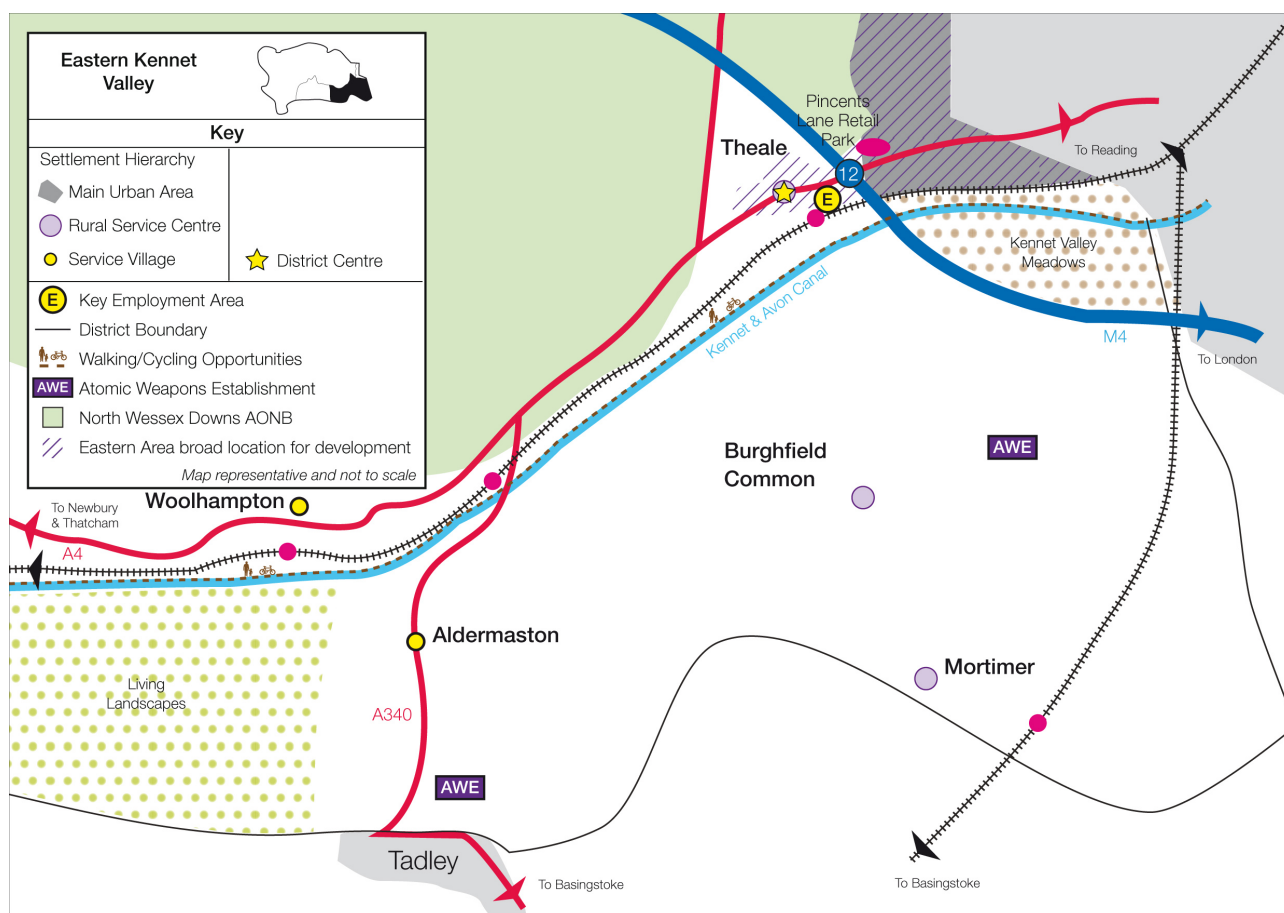 Eastern Kennet
Valley
Key
Settlement Hierarchy
Main Urban Area
Rural Service Centre
Service Village
District Centre
E
Key Employment Area
District Boundary
Walking/Cycling Opportunities
AWE
Atomic Weapons Establishment
North Wessex Downs AONB
Eastern Area broad location for development
Map representative and not to scale
Pincents
Lane Retail
Park
Theale
12
E
To Reading
Kennet Valley
Meadows
Kennet & Avon Canal
M4
To London
Burghfield
Common
AWE
Woolhampton
To Newbury
& Thatcham
A4
Aldermaston
Mortimer
Living
Landscapes
A340
AWE
Tadley
To Basingstoke
To Basingstoke